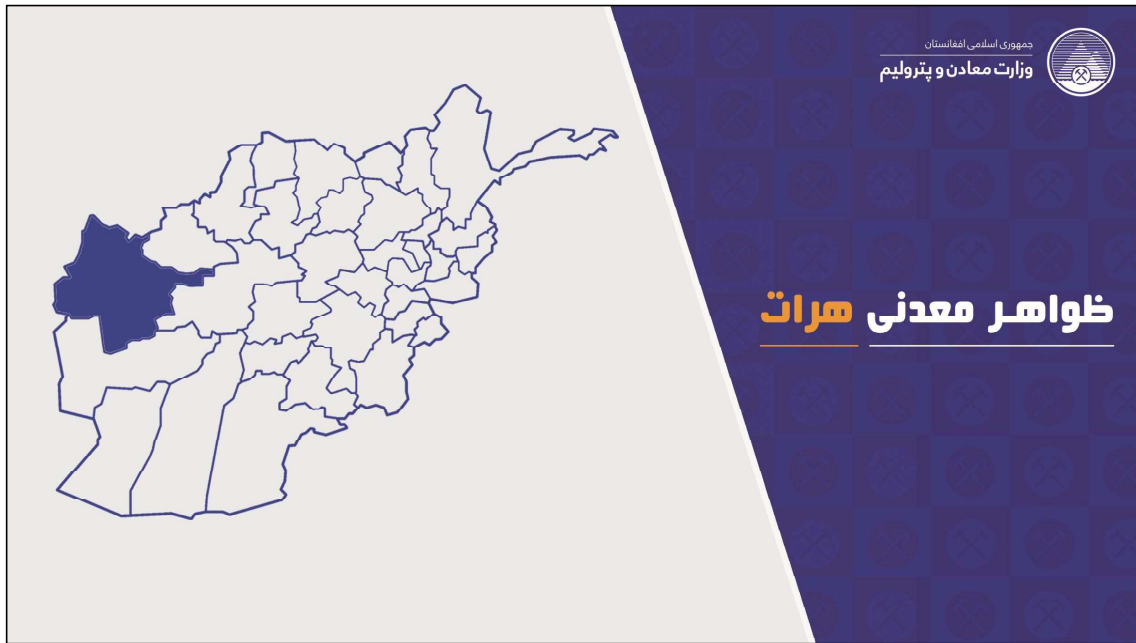 جمهوری اسلامی افغانستان
وزارت معادن و پترولیم
ظواهر معدنی هرات